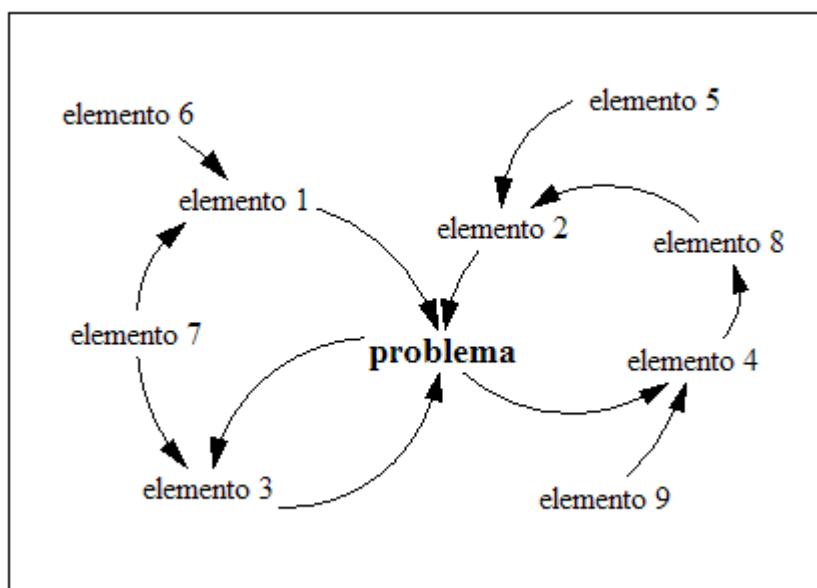 elemento 6
elemento 5
elemento 1
elemento 2
elemento 8
elemento 7
problema
elemento 4
elemento 3
elemento 9